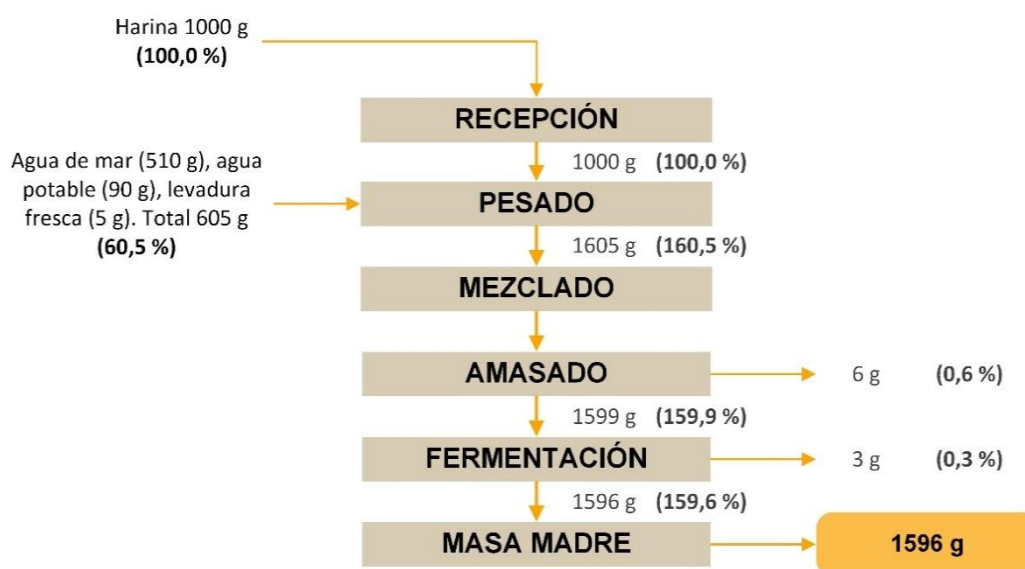 Harina 1000 g
(100,0 %)
RECEPCIÓN
1000 g (100,0 %)
Agua de mar (510 g), agua
potable (90 g), levadura
fresca (5 g). Total 605 g
(60,5 %)
PESADO
1605 g (160,5 %)
MEZCLADO
AMASADO
6 g (0,6 %)
1599 g (159,9 %)
FERMENTACIÓN
3 g (0,3 %)
1596 g (159,6 %)
MASA MADRE
1596 g